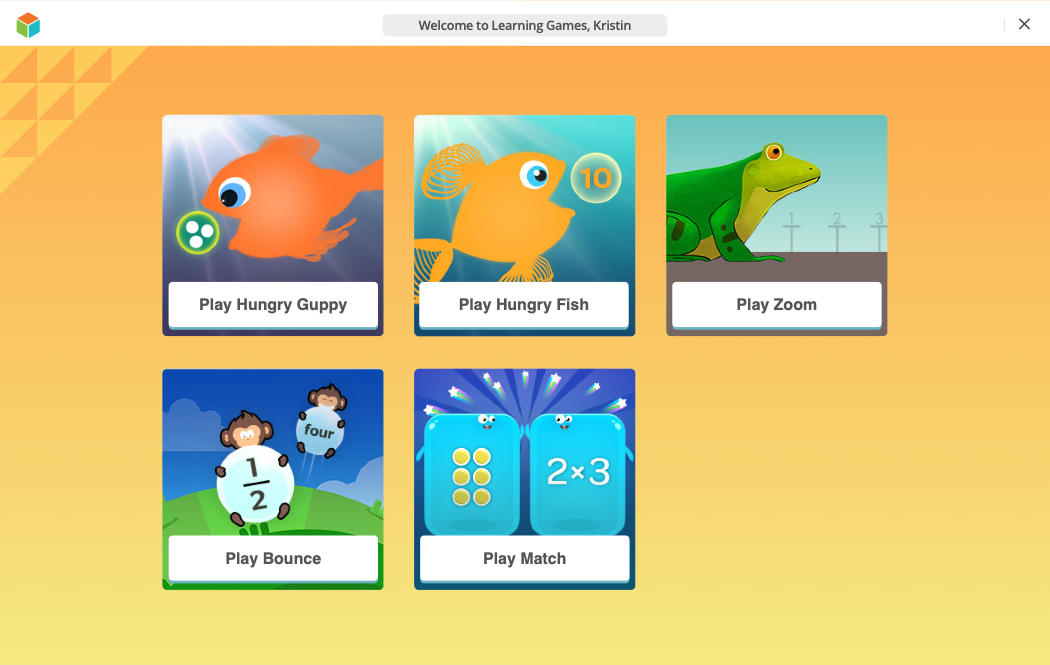 Welcome to Learning Games, Kristin
10
1 2 3
Play Hungry Guppy
Play Hungry Fish
Play Zoom
four
1
2
2×3
Play Bounce
Play Match